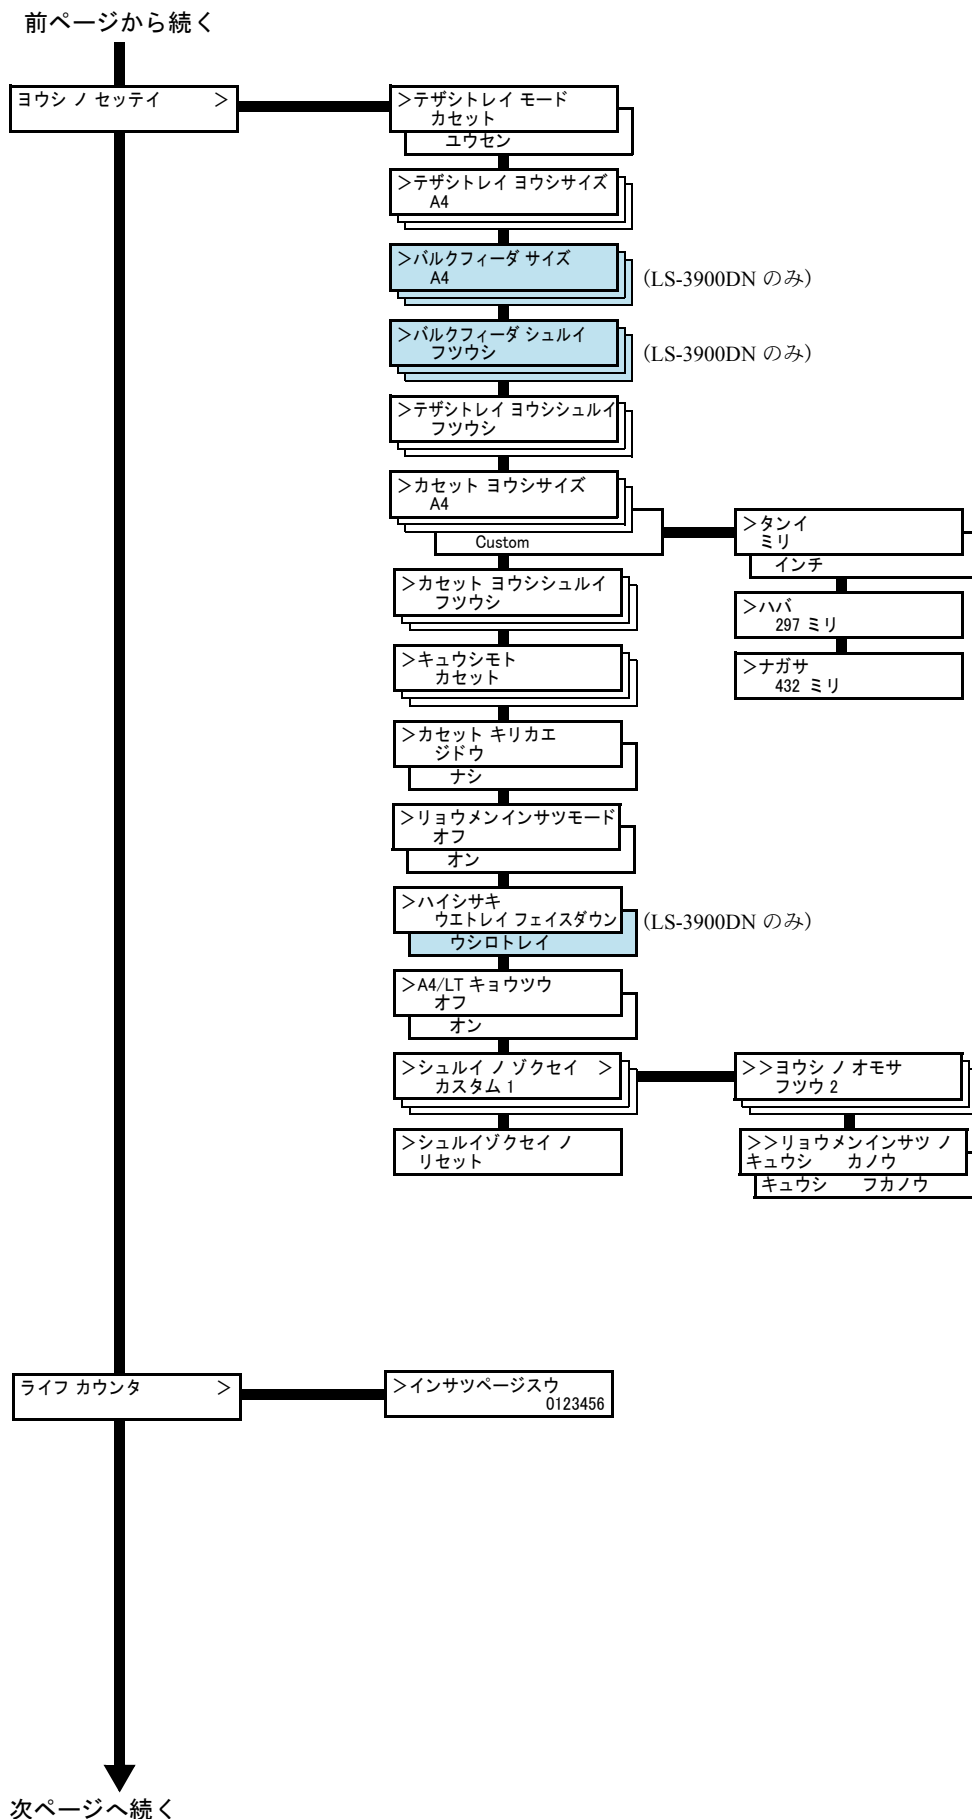 前ページから続く
ヨウシ ノ セッテイ >
>テザシトレイ モード
カセット
ユウセン
>テザシトレイ ヨウシサイズ
A4
>バルクフィーダ サイズ
A4
(LS-3900DN のみ)
>バルクフィーダ シュルイ
フツウシ
(LS-3900DN のみ)
>テザシトレイ ヨウシシュルイ
フツウシ
>カセット ヨウシサイズ
A4
Custom
>タンイ
ミリ
インチ
>ハバ
297 ミリ
>ナガサ
432 ミリ
>カセット ヨウシシュルイ
フツウシ
>キュウシモト
カセット
>カセット キリカエ
ジドウ
ナシ
>リョウメンインサツモード
オフ
オン
>ハイシサキ
ウエトレイ フェイスダウン
ウシロトレイ
(LS-3900DN のみ)
>A4/LT キョウツウ
オフ
オン
>シュルイ ノ ゾクセイ >
カスタム 1
>>ヨウシ ノ オモサ
フツウ 2
>>リョウメンインサツ ノ
キュウシ カノウ
キュウシ フカノウ
>シュルイゾクセイ ノ
リセット
ライフ カウンタ >
>インサツページスウ
0123456
次ページへ続く